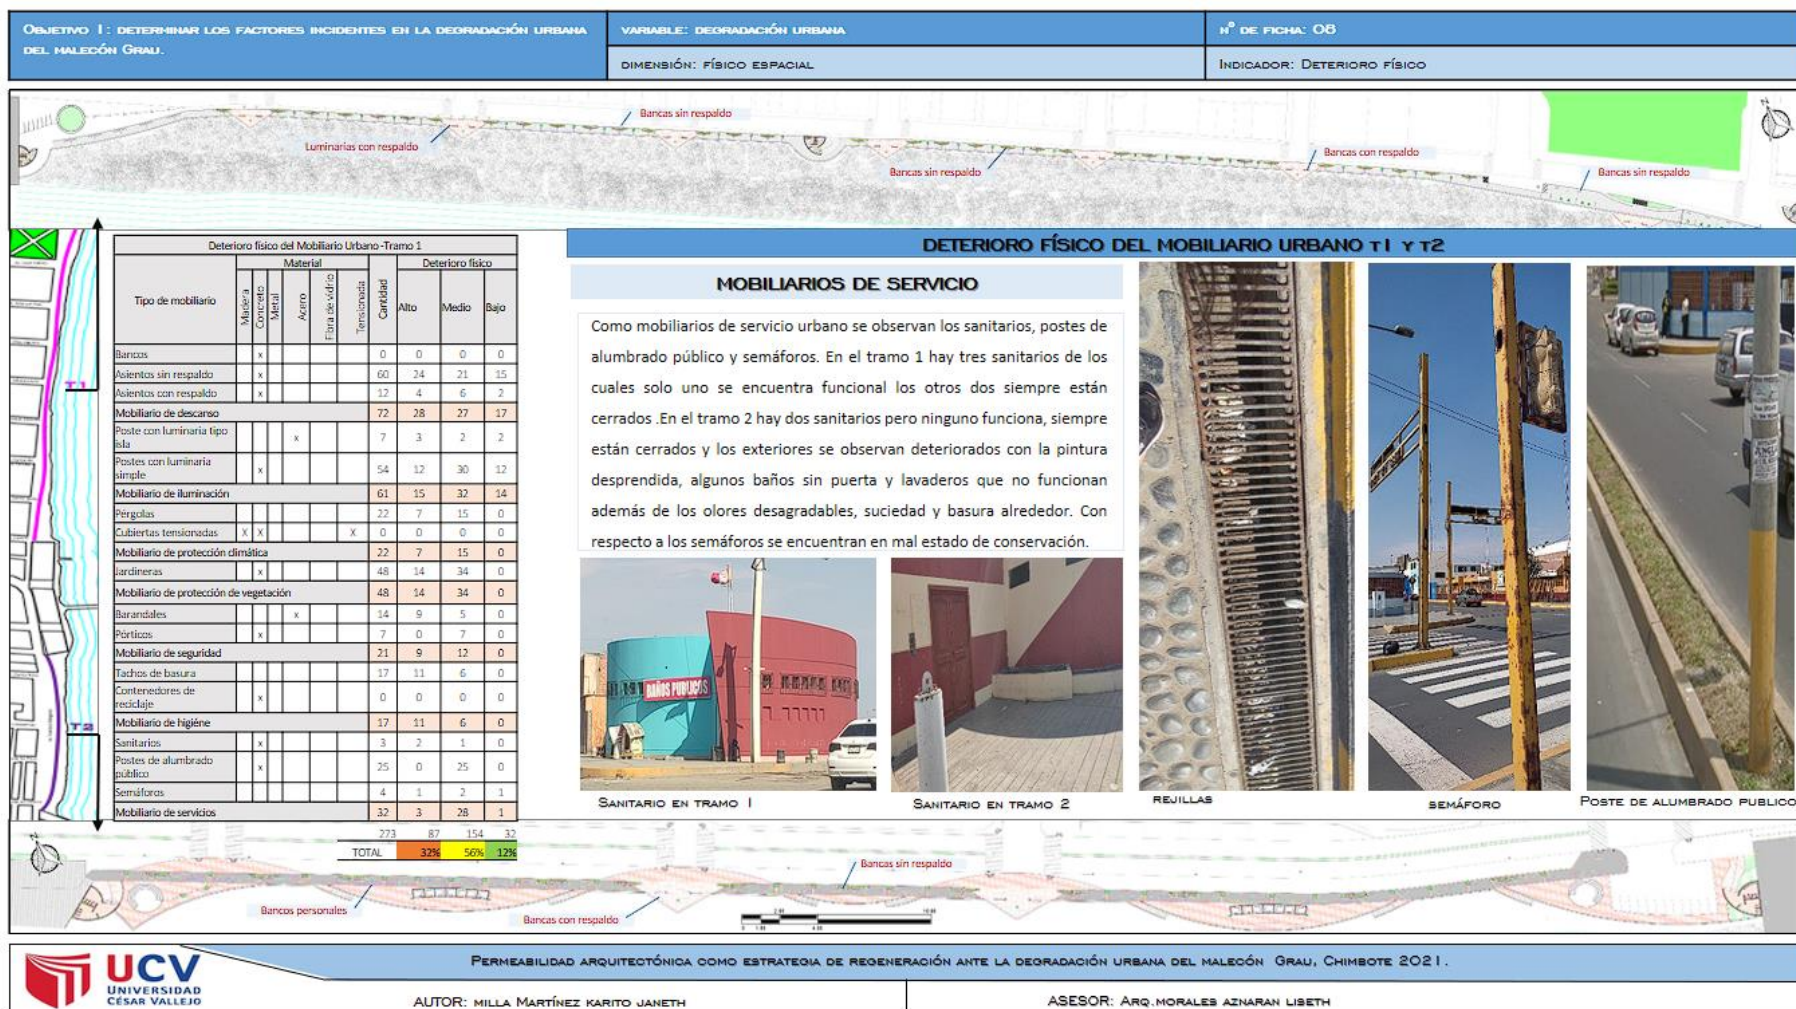 Objetivo 1: determinar los factores incidentes en la degradación urbana
del malecón Grau.
variable: degradación urbana
n° de ficha: 08
dimensión: físico espacial
Indicador: Deterioro físico
Bancas sin respaldo
Luminarias con respaldo
Bancas sin respaldo
Bancas con respaldo
Bancas sin respaldo
T1
T2
Deterioro físico del Mobiliario Urbano-Tramo 1
Tipo de mobiliario Material Cantidad Deterioro físico
Madera Concreto Metal Acero Fibra de vidrio Tensionada Alto Medio Bajo
Bancos x 0 0 0 0
Asientos sin respaldo x 60 24 21 15
Asientos con respaldo x 12 4 6 2
Mobiliario de descanso 72 28 27 17
Poste con luminaria tipo
isla x 7 3 2 2
Postes con luminaria
simple x 54 12 30 12
Mobiliario de iluminación 61 15 32 14
Pérgolas 22 7 15 0
Cubiertas tensionadas X X X 0 0 0 0
Mobiliario de protección climática 22 7 15 0
Jardineras x 48 14 34 0
Mobiliario de protección de vegetación 48 14 34 0
Barandales x 14 9 5 0
Pórticos x 7 0 7 0
Mobiliario de seguridad 21 9 12 0
Tachos de basura 17 11 6 0
Contenedores de
reciclaje x 0 0 0 0
Mobiliario de higiéne 17 11 6 0
Sanitarios x 3 2 1 0
Postes de alumbrado
público x 25 0 25 0
Semáforos 4 1 2 1
Mobiliario de servicios 32 3 28 1
273 87 154 32
TOTAL 32% 56% 12%
DETERIORO FÍSICO DEL MOBILIARIO URBANO T1 Y T2
MOBILIARIOS DE SERVICIO
Como mobiliarios de servicio urbano se observan los sanitarios, postes de
alumbrado público y semáforos. En el tramo 1 hay tres sanitarios de los
cuales solo uno se encuentra funcional los otros dos siempre están
cerrados .En el tramo 2 hay dos sanitarios pero ninguno funciona, siempre
están cerrados y los exteriores se observan deteriorados con la pintura
desprendida, algunos baños sin puerta y lavaderos que no funcionan
además de los olores desagradables, suciedad y basura alrededor. Con
respecto a los semáforos se encuentran en mal estado de conservación.
BAÑOS PUBLICOS
Sanitario en tramo 1
Sanitario en tramo 2
rejillas
semáforo
Poste de alumbrado publico
Bancas sin respaldo
Bancos personales
Bancas con respaldo
UCV
UNIVERSIDAD
CÉSAR VALLEJO
Permeabilidad arquitectónica como estrategia de regeneración ante la degradación urbana del malecón Grau, Chimbote 2021.
AUTOR: milla Martínez karito janeth
ASESOR: Arq.morales aznaran liseth